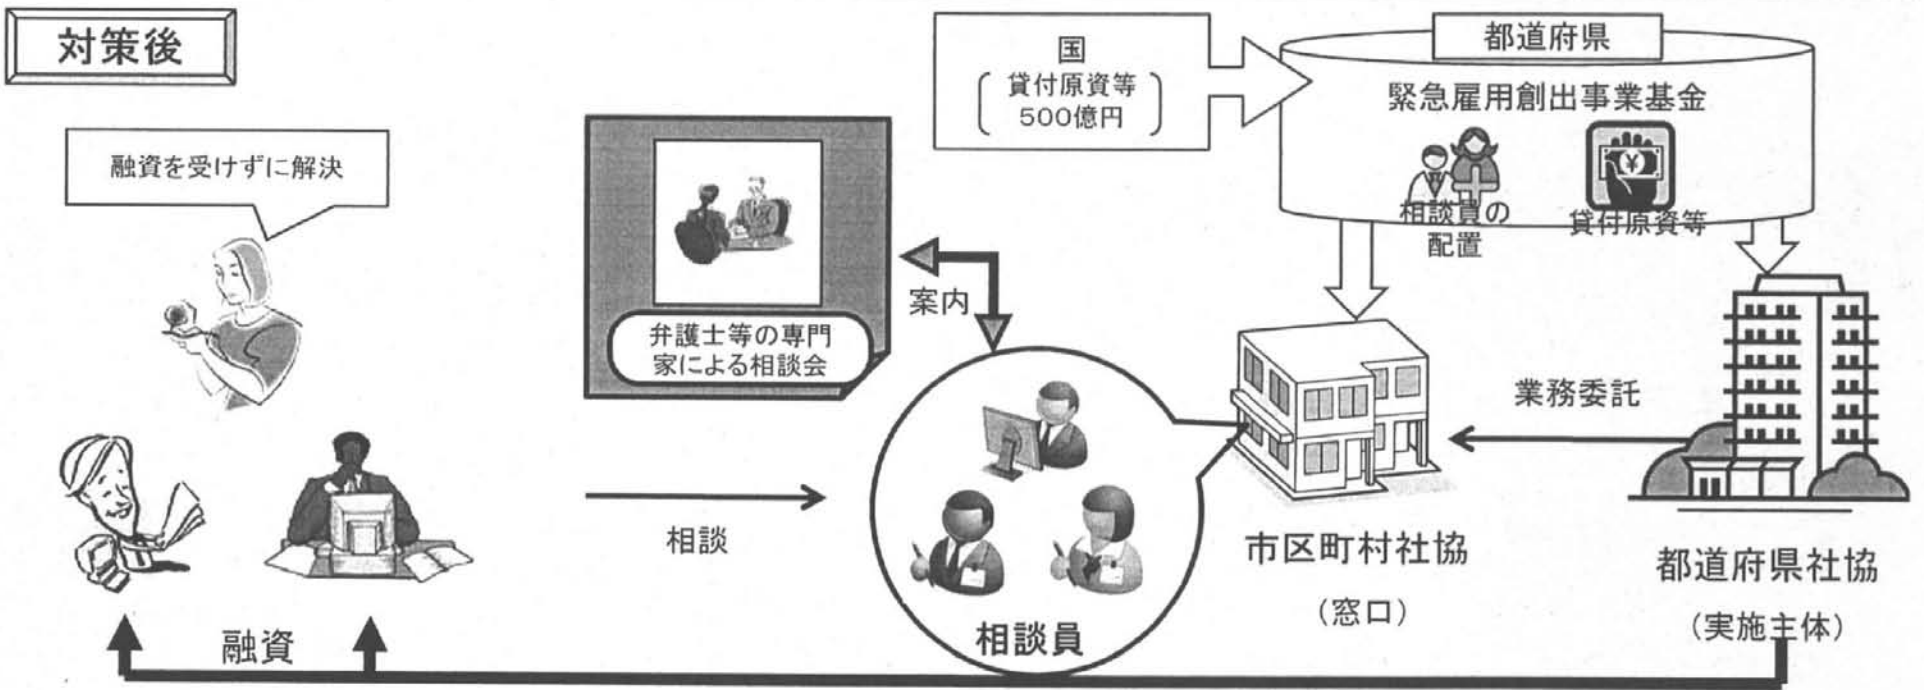 対策後
融資を受けずに解決
国
貸付原資等
500億円
都道府県
緊急雇用創出事業基金
相談員の
配置
貸付原資等
弁護士等の専門
家による相談会
案内
相談
相談員
業務委託
市区町村社協
(窓口)
都道府県社協
(実施主体)
融資
¥